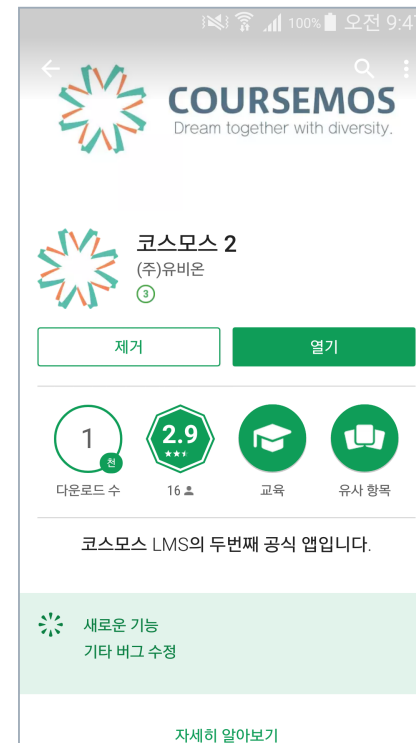 100% 오전 9:47
COURSEMOS
Dream together with diversity.
코스모스 2
(주)유비온
3
제거
열기
1
천
2.9
다운로드 수
16
교육
유사 항목
코스모스 LMS의 두번째 공식 앱입니다.
새로운 기능
기타 버그 수정
자세히 알아보기